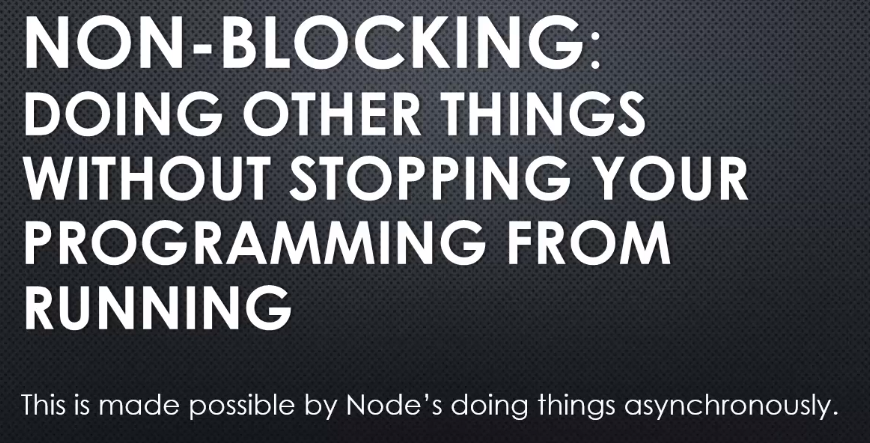 NON-BLOCKING:
DOING OTHER THINGS
WITHOUT STOPPING YOUR
PROGRAMMING FROM
RUNNING
This is made possible by Node’s doing things asynchronously.